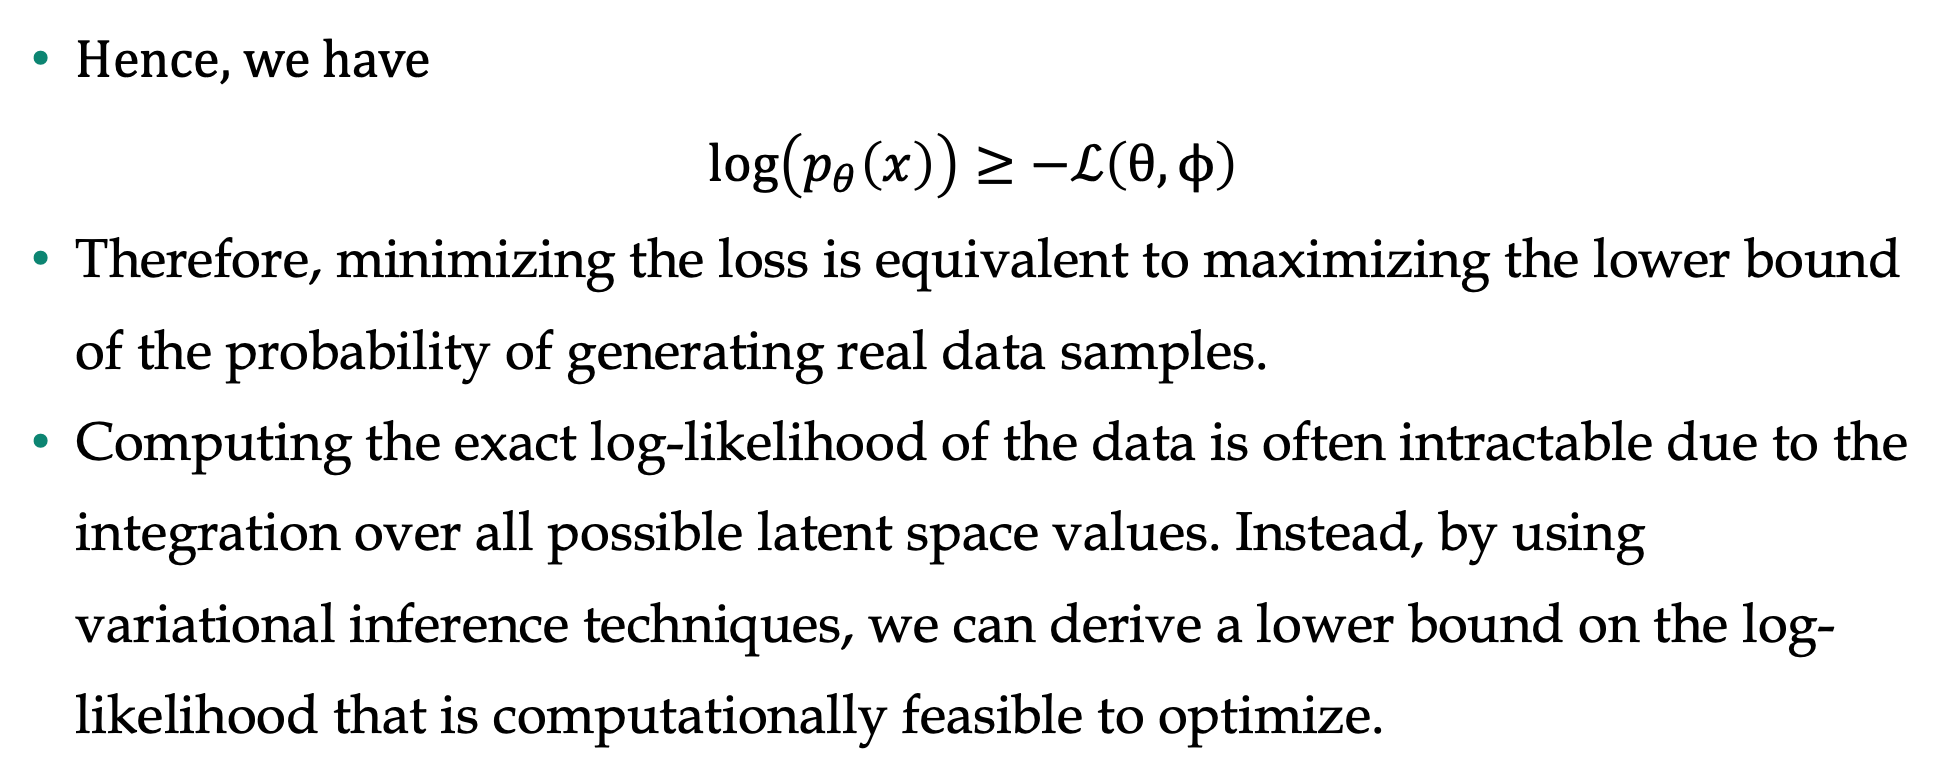 • Hence, we have
log(p_θ(x)) ≥ −ℒ(θ, ϕ)
• Therefore, minimizing the loss is equivalent to maximizing the lower bound
of the probability of generating real data samples.
• Computing the exact log-likelihood of the data is often intractable due to the
integration over all possible latent space values. Instead, by using
variational inference techniques, we can derive a lower bound on the log-
likelihood that is computationally feasible to optimize.